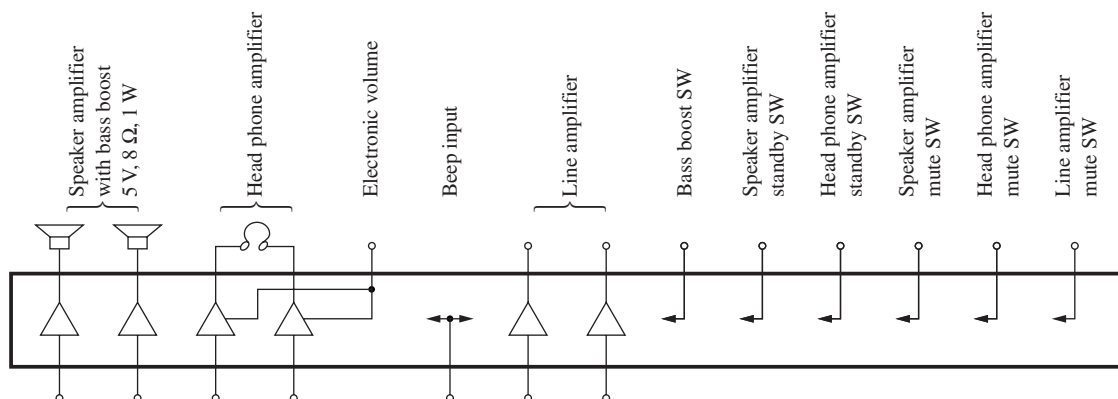 Speaker amplifier
with bass boost
5 V, 8 Ω, 1 W
Head phone amplifier
Electronic volume
Beep input
Line amplifier
Bass boost SW
Speaker amplifier
standby SW
Head phone amplifier
standby SW
Speaker amplifier
mute SW
Head phone amplifier
mute SW
Line amplifier
mute SW